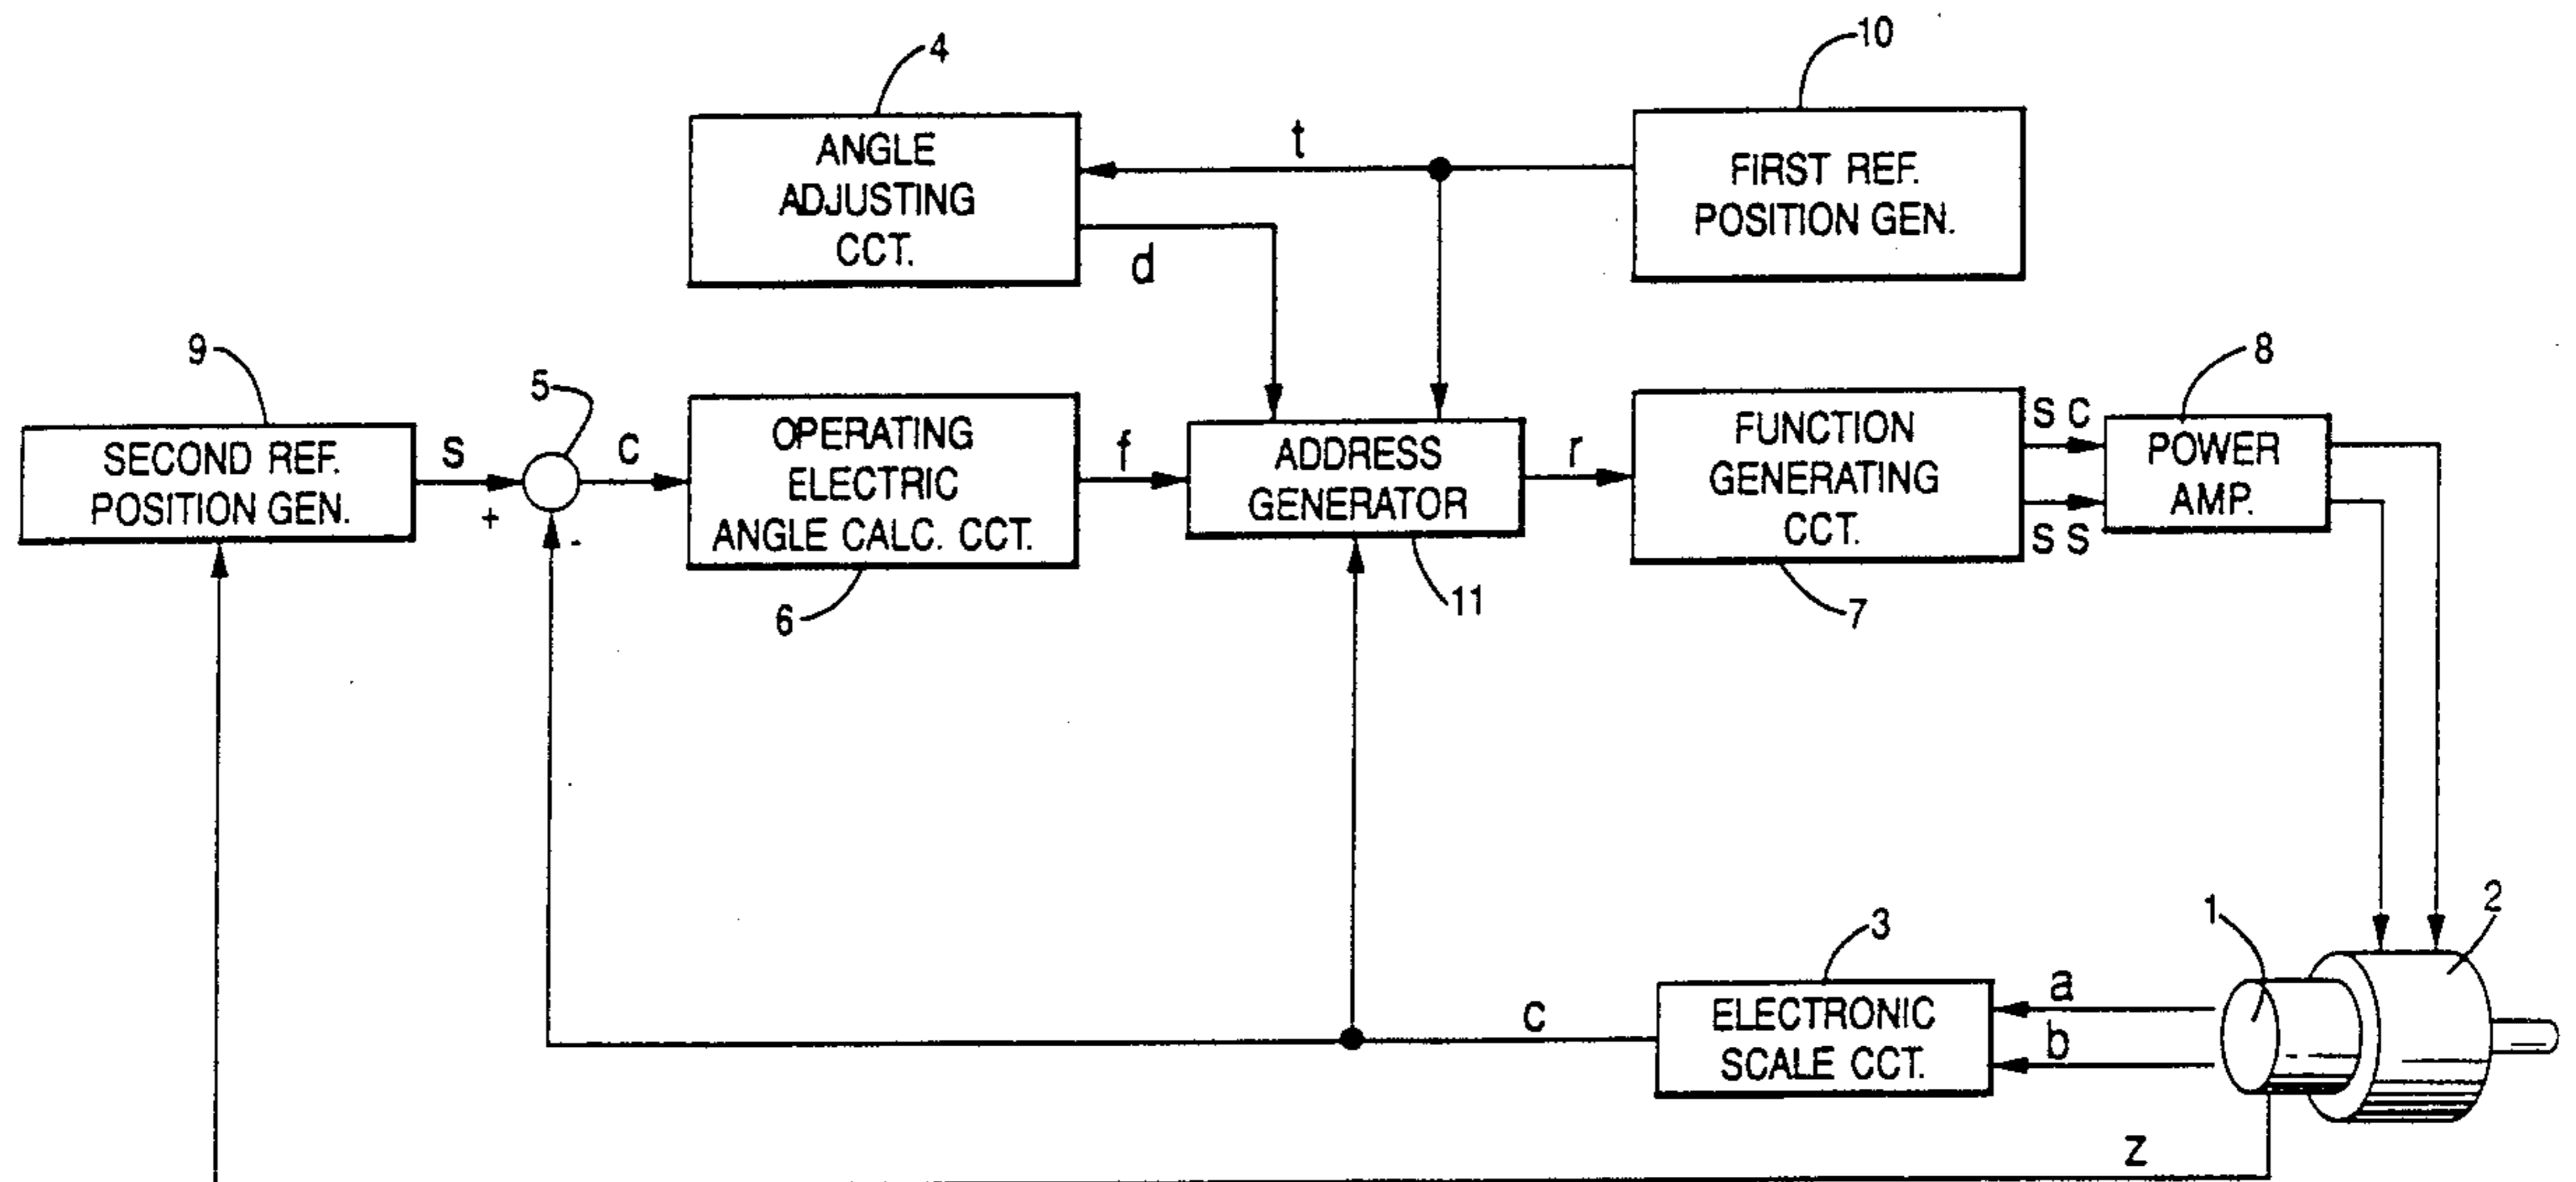 4
10
ANGLE
ADJUSTING
CCT.
t
d
FIRST REF.
POSITION GEN.
9
5
8
SECOND REF.
POSITION GEN.
S
+
-
C
OPERATING
ELECTRIC
ANGLE CALC. CCT.
f
ADDRESS
GENERATOR
r
FUNCTION
GENERATING
CCT.
S C
S S
POWER
AMP.
6
11
7
3
1
2
C
ELECTRONIC
SCALE CCT.
a
b
Z